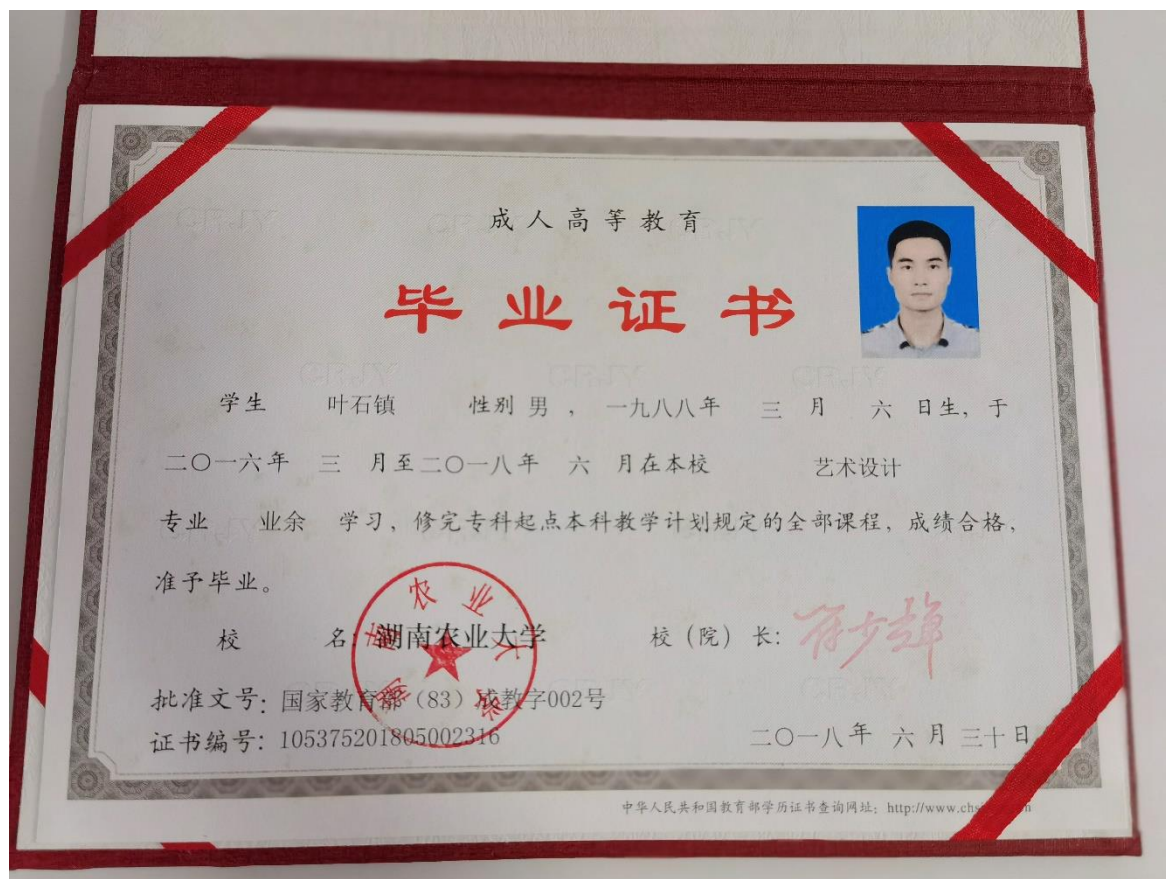 成人高等教育
毕业证书
学生 叶石镇 性别 男 , 一九八八年 三 月 六 日生, 于
二〇一六年 三 月至二〇一八年 六 月在本校 艺术设计
专业 业余 学习, 修完专科起点本科教学计划规定的全部课程, 成绩合格,
准予毕业。
校 名: 湖南农业大学 校(院)长:
湖南农业大学
批准文号: 国家教育部(83)成教字002号
证书编号: 105375201805002316
二〇一八年 六 月 三十 日
中华人民共和国教育部学历证书查询网址: http://www.chsi